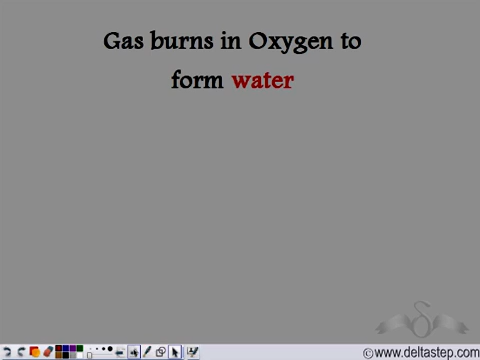 Gas burns in Oxygen to
form water
δ
© www.deltastep.com